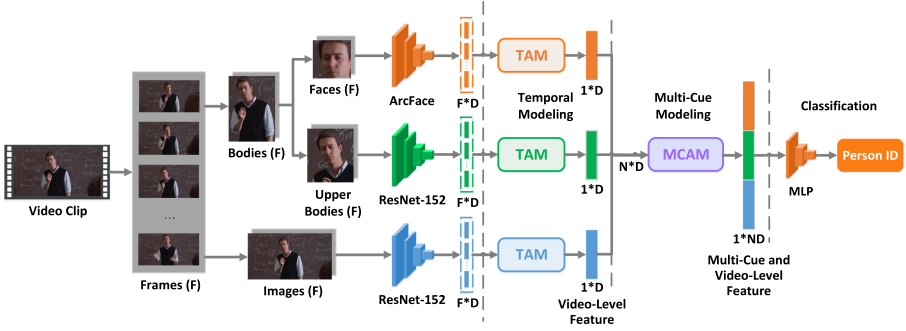 Video Clip
...
Frames (F)
Bodies (F)
Faces (F)
Upper
Bodies (F)
Images (F)
ArcFace
ResNet-152
ResNet-152
F*D
F*D
F*D
TAM
Temporal
Modeling
TAM
TAM
1*D
1*D
1*D
Video-Level
Feature
N*D
Multi-Cue
Modeling
MCAM
1*ND
Multi-Cue and
Video-Level
Feature
Classification
MLP
Person ID